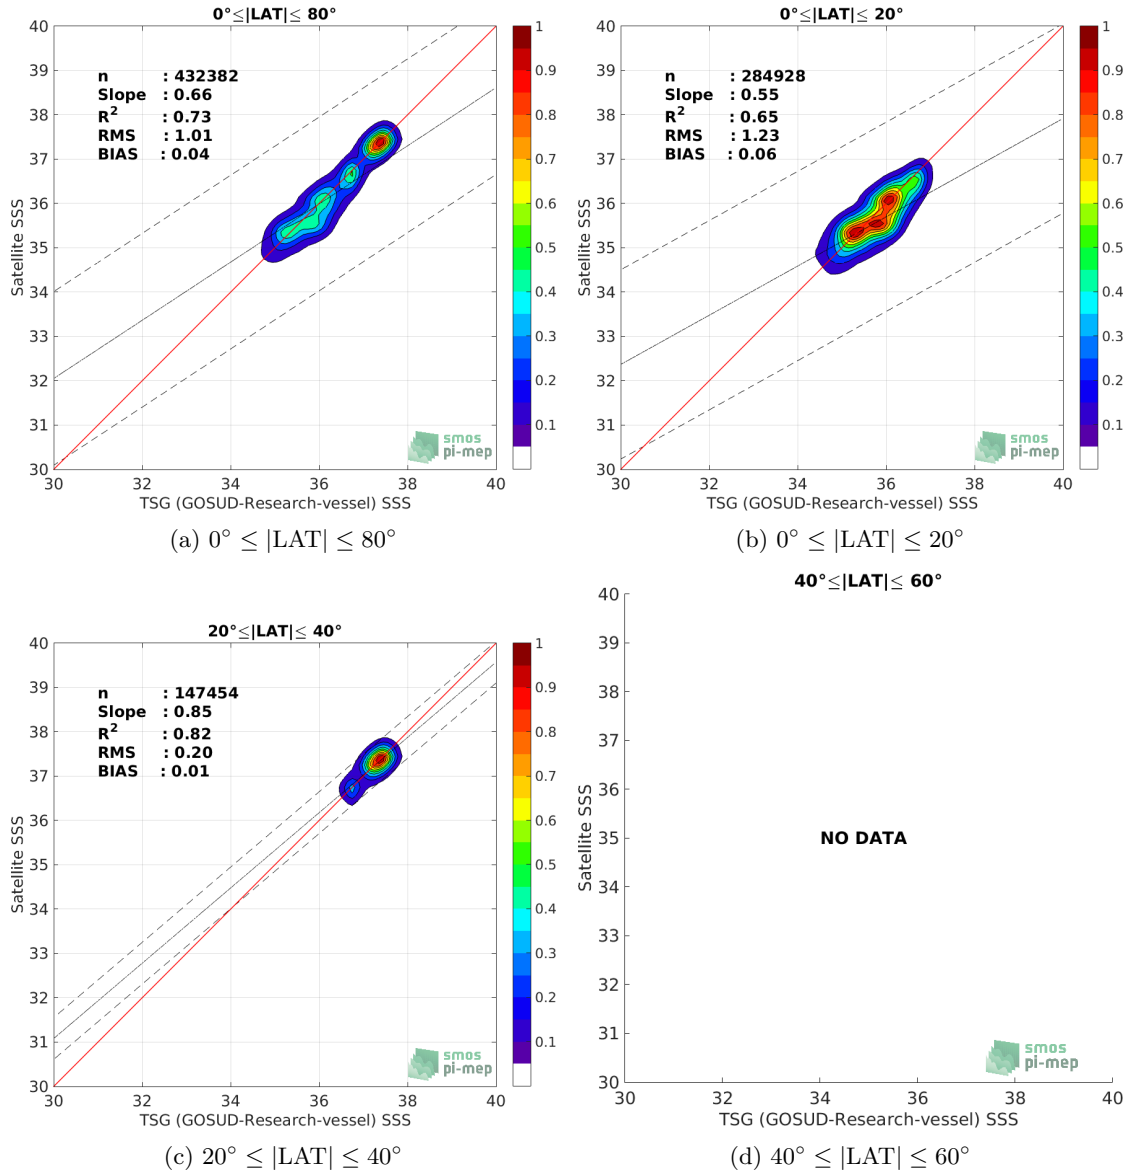 0°≤|LAT|≤ 80°
n : 432382
Slope : 0.66
R² : 0.73
RMS : 1.01
BIAS : 0.04
40
39
38
37
36
35
34
33
32
31
30
Satellite SSS
30 32 34 36 38 40
TSG (GOSUD-Research-vessel) SSS
smos
pi-mep
1
0.9
0.8
0.7
0.6
0.5
0.4
0.3
0.2
0.1
(a) 0° ≤ |LAT| ≤ 80°
0°≤|LAT|≤ 20°
n : 284928
Slope : 0.55
R² : 0.65
RMS : 1.23
BIAS : 0.06
40
39
38
37
36
35
34
33
32
31
30
Satellite SSS
30 32 34 36 38 40
TSG (GOSUD-Research-vessel) SSS
smos
pi-mep
1
0.9
0.8
0.7
0.6
0.5
0.4
0.3
0.2
0.1
(b) 0° ≤ |LAT| ≤ 20°
20°≤|LAT|≤ 40°
n : 147454
Slope : 0.85
R² : 0.82
RMS : 0.20
BIAS : 0.01
40
39
38
37
36
35
34
33
32
31
30
Satellite SSS
30 32 34 36 38 40
TSG (GOSUD-Research-vessel) SSS
smos
pi-mep
1
0.9
0.8
0.7
0.6
0.5
0.4
0.3
0.2
0.1
(c) 20° ≤ |LAT| ≤ 40°
40°≤|LAT|≤ 60°
40
39
38
37
36
35
34
33
32
31
30
Satellite SSS
NO DATA
30 32 34 36 38 40
TSG (GOSUD-Research-vessel) SSS
smos
pi-mep
(d) 40° ≤ |LAT| ≤ 60°